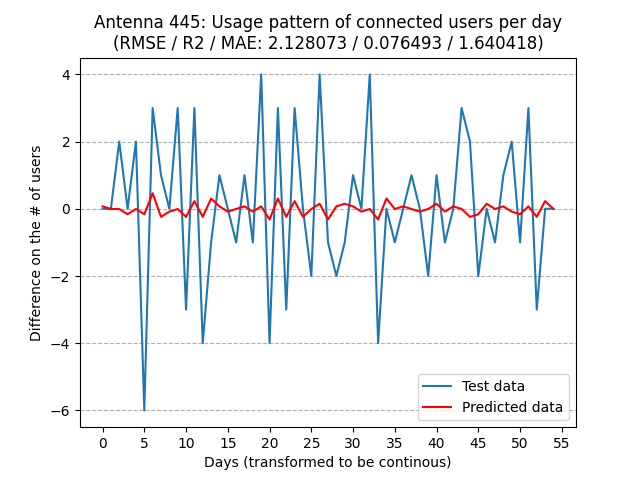 Antenna 445: Usage pattern of connected users per day
(RMSE / R2 / MAE: 2.128073 / 0.076493 / 1.640418)
4
2
0
−2
−4
−6
Difference on the # of users
Test data
Predicted data
0 5 10 15 20 25 30 35 40 45 50 55
Days (transformed to be continous)